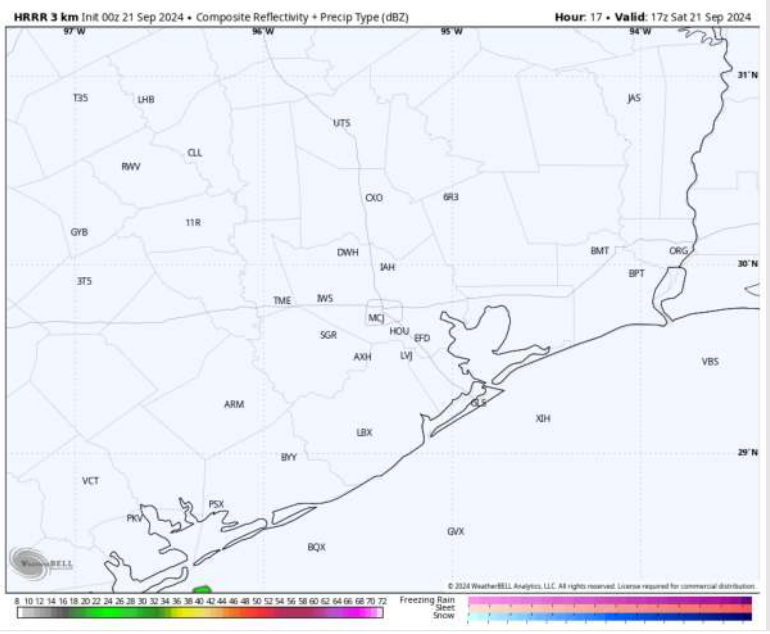 HRRR 3 km Init 00z 21 Sep 2024 • Composite Reflectivity + Precip Type (dBZ)
Hour: 17 • Valid: 17z Sat 21 Sep 2024
97°W 96°W 95°W 94°W
31°N
T35 LHB JAS
UTS
CLL
RWV
OXO 6R3
11R
GYB
DWH BMT ORG
IAH 30°N
BPT
3T5
TME IWS
MCJ
HOU
SGR EFD
AXH LVJ
VBS
ARM GLS
XIH
LBX
BYY 29°N
VCT
PSX
PKV
GVX
BQX
WeatherBELL
© 2024 WeatherBELL Analytics, LLC. All rights reserved. License required for commercial distribution.
8 10 12 14 16 18 20 22 24 26 28 30 32 34 36 38 40 42 44 46 48 50 52 54 56 58 60 62 64 66 68 70 72
Freezing Rain
Sleet
Snow